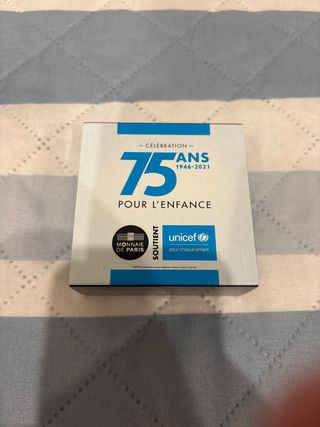 CÉLÉBRATION
75 ANS
1946-2021
POUR L'ENFANCE
MONNAIE
DE PARIS
SOUTIENT
unicef
pour chaque enfant